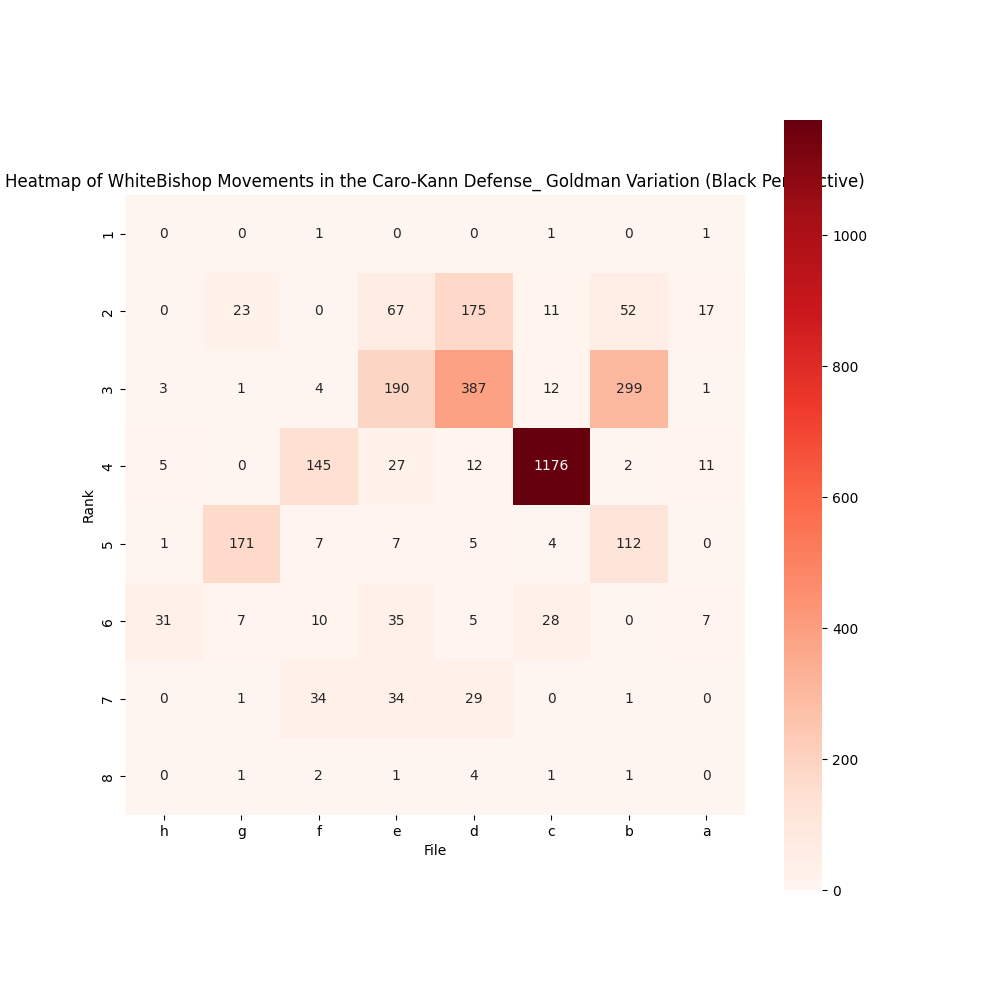 Heatmap of WhiteBishop Movements in the Caro-Kann Defense_ Goldman Variation (Black Pe ctive)
1 0 0 1 0 0 1 0 1
2 0 23 0 67 175 11 52 17
3 3 1 4 190 387 12 299 1
4 5 0 145 27 12 1176 2 11
5 1 171 7 7 5 4 112 0
6 31 7 10 35 5 28 0 7
7 0 1 34 34 29 0 1 0
8 0 1 2 1 4 1 1 0
h g f e d c b a
File
Rank
1000
800
600
400
200
0